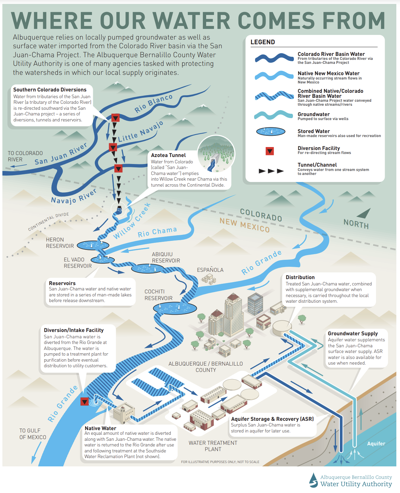 WHERE OUR WATER COMES FROM
Albuquerque relies on locally pumped groundwater as well as
surface water imported from the Colorado River basin via the San
Juan-Chama Project. The Albuquerque Bernalillo County Water
Utility Authority is one of many agencies tasked with protecting
the watersheds in which our local supply originates.
LEGEND
Colorado River Basin Water
From tributaries of the Colorado River via
the San Juan-Chama Project
Native New Mexico Water
Naturally occurring stream flows in
New Mexico
Combined Native/Colorado
River Basin Water
San Juan-Chama Project water conveyed
through native streams/rivers
Groundwater
Pumped to surface via wells
Stored Water
Man-made reservoirs also used for recreation
Diversion Facility
For re-directing stream flows
Tunnel/Channel
Conveys water from one stream system
to another
Southern Colorado Diversions
Water from tributaries of the San Juan
(a tributary of the Colorado River)
is re-directed southward via the San
Juan-Chama project - a series of
diversions, tunnels and reservoirs.
Rio Blanco
Little Navajo
San Juan River
Navajo River
TO COLORADO
RIVER
Azotea Tunnel
Water from Colorado
(called "San Juan-Chama
water") empties
into Willow Creek near Chama via this
tunnel across the Continental Divide.
CONTINENTAL DIVIDE
Willow Creek
Rio Chama
COLORADO
NEW MEXICO
NORTH
HERON
RESERVOIR
EL VADO
RESERVOIR
ABIQUIU
RESERVOIR
ESPAÑOLA
Rio Grande
COCHITI
RESERVOIR
Reservoirs
San Juan-Chama water and native water
are stored in a series of man-made lakes
before release downstream.
Distribution
Treated San Juan-Chama water, combined
with supplemental groundwater when
necessary, is carried throughout the local
water distribution system.
Diversion/Intake Facility
San Juan-Chama water is
diverted from the Rio Grande at
Albuquerque. The water is
pumped to a treatment plant for
purification before eventual
distribution to utility customers.
Groundwater Supply
Aquifer water supplements
the San Juan-Chama
surface water supply. ASR
water is also available for
use when needed.
ALBUQUERQUE / BERNALILLO
COUNTY
Rio Grande
TO GULF
OF MEXICO
Native Water
An equal amount of native water is diverted
along with San Juan-Chama water. The native
water is returned to the Rio Grande after use
and following treatment at the Southside
Water Reclamation Plant (not shown).
WATER TREATMENT
PLANT
Aquifer Storage & Recovery (ASR)
Surplus San Juan-Chama water is
stored in aquifer for later use.
Aquifer
FOR ILLUSTRATIVE PURPOSES ONLY; NOT TO SCALE
Albuquerque Bernalillo County
Water Utility Authority